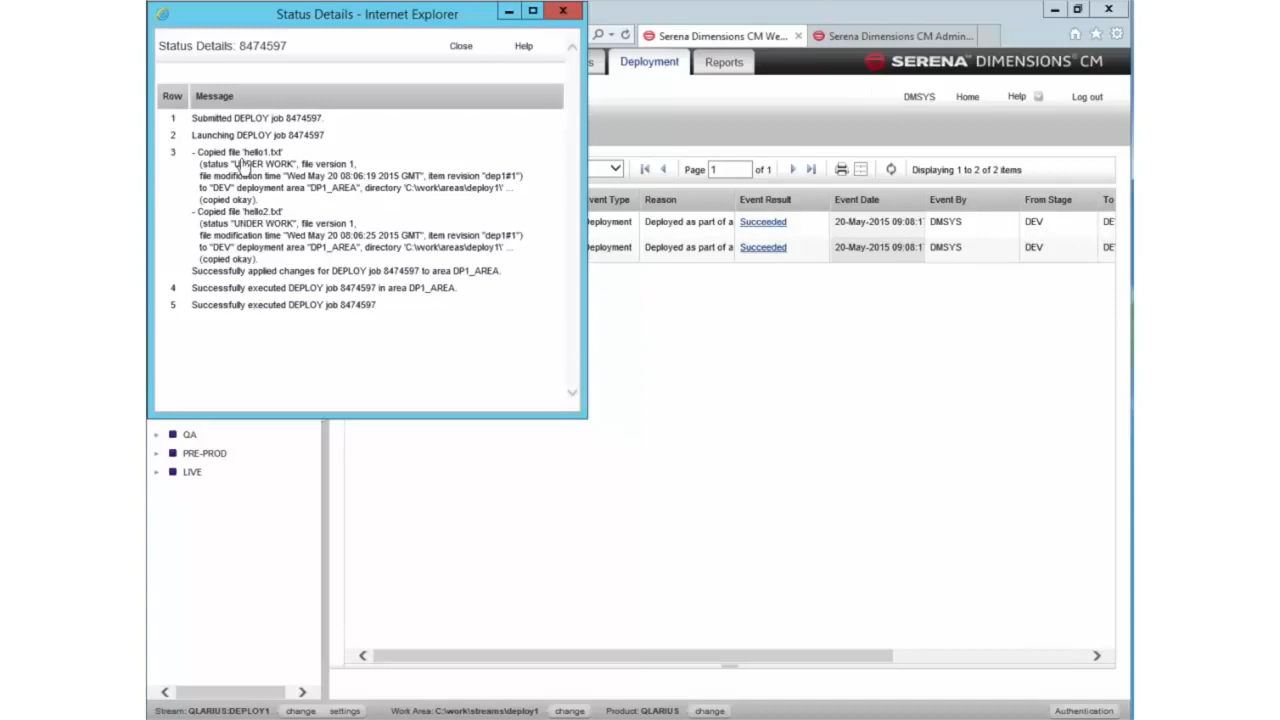 Status Details - Internet Explorer
Status Details: 8474597
Close
Help
Row Message
1 Submitted DEPLOY job 8474597.
2 Launching DEPLOY job 8474597
3 - Copied file 'hello1.txt'
(status "UNDER WORK", file version 1,
file modification time "Wed May 20 08:06:19 2015 GMT", item revision "dep1#1")
to "DEV" deployment area "DP1_AREA", directory 'C:\work\areas\deploy1\' ...
(copied okay).
- Copied file 'hello2.txt'
(status "UNDER WORK", file version 1,
file modification time "Wed May 20 08:06:25 2015 GMT", item revision "dep1#1")
to "DEV" deployment area "DP1_AREA", directory 'C:\work\areas\deploy1\' ...
(copied okay).
Successfully applied changes for DEPLOY job 8474597 to area DP1_AREA.
4 Successfully executed DEPLOY job 8474597 in area DP1_AREA.
5 Successfully executed DEPLOY job 8474597
Serena Dimensions CM We...
Serena Dimensions CM Admin...
s
Deployment
Reports
SERENA DIMENSIONS CM
DMSYS
Home
Help
Log out
Page 1 of 1
Displaying 1 to 2 of 2 items
vent Type Reason Event Result Event Date Event By From Stage To
eployment Deployed as part of a Succeeded 20-May-2015 09:08:1 DMSYS DEV DE
eployment Deployed as part of a Succeeded 20-May-2015 09:08:1 DMSYS DEV DE
QA
PRE-PROD
LIVE
Stream: QLARIUS:DEPLOY1 change settings Work Area: C:\work\streams\deploy1 change Product: QLARIUS change Authentication